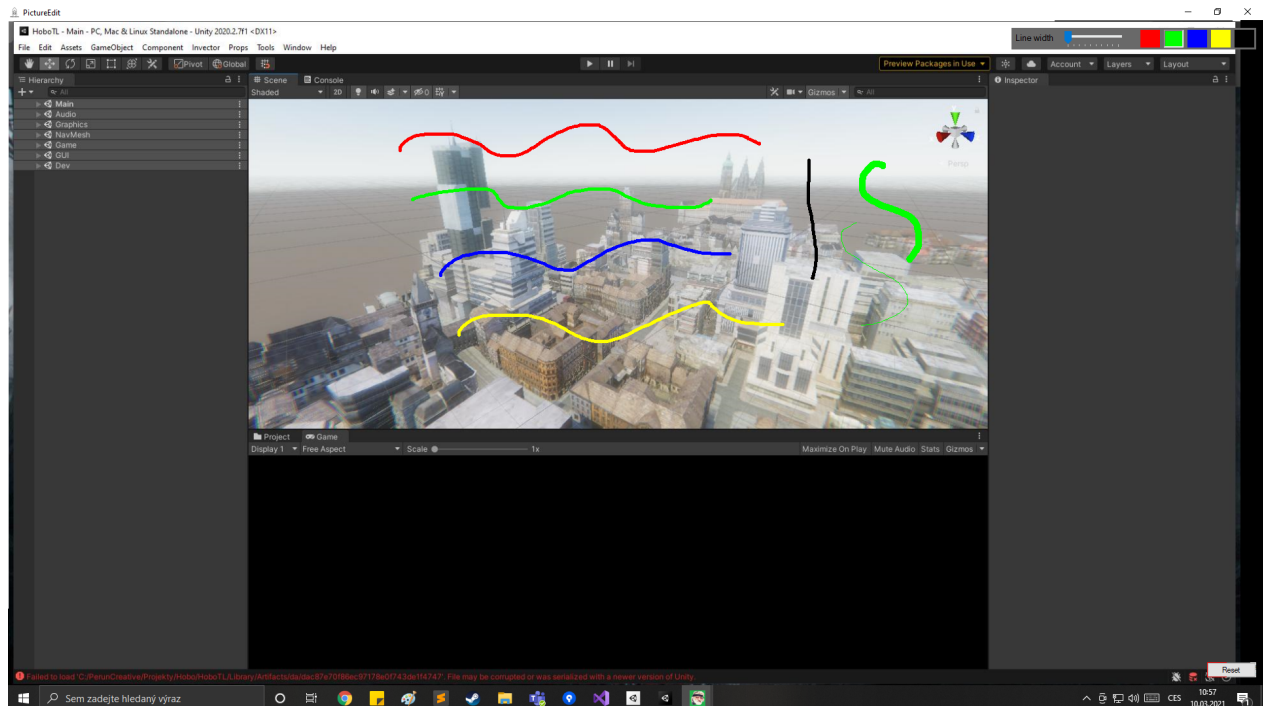 PictureEdit
HoboTL - Main - PC, Mac & Linux Standalone - Unity 2020.2.7f1 <DX11>
Line width
File Edit Assets GameObject Component Invector Props Tools Window Help
Pivot Global
Preview Packages in Use
Account Layers Layout
Hierarchy
All
Main
Audio
Graphics
NavMesh
Game
GUI
Dev
Scene Console
Shaded 2D 0 Gizmos All
Persp
Inspector
Project Game
Display 1 Free Aspect Scale 1x Maximize On Play Mute Audio Stats Gizmos
Reset
Failed to load 'C:/PerunCreative/Projekty/Hobo/HoboTL/Library/Artifacts/da/dac87e70f86ec97178e0f743de1f4747'. File may be corrupted or was serialized with a newer version of Unity.
Sem zadejte hledaný výraz
CES
10:57
10.03.2021